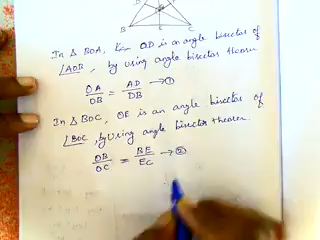 D
B E C
In Δ BOA, OD is an angle bisector of
∠AOB, by using angle bisector theorem
OA/OB = AD/DB → ①
In Δ BOC, OE is an angle bisector of
∠BOC, by Using angle bisector theorem.
OB/OC = BE/EC → ②